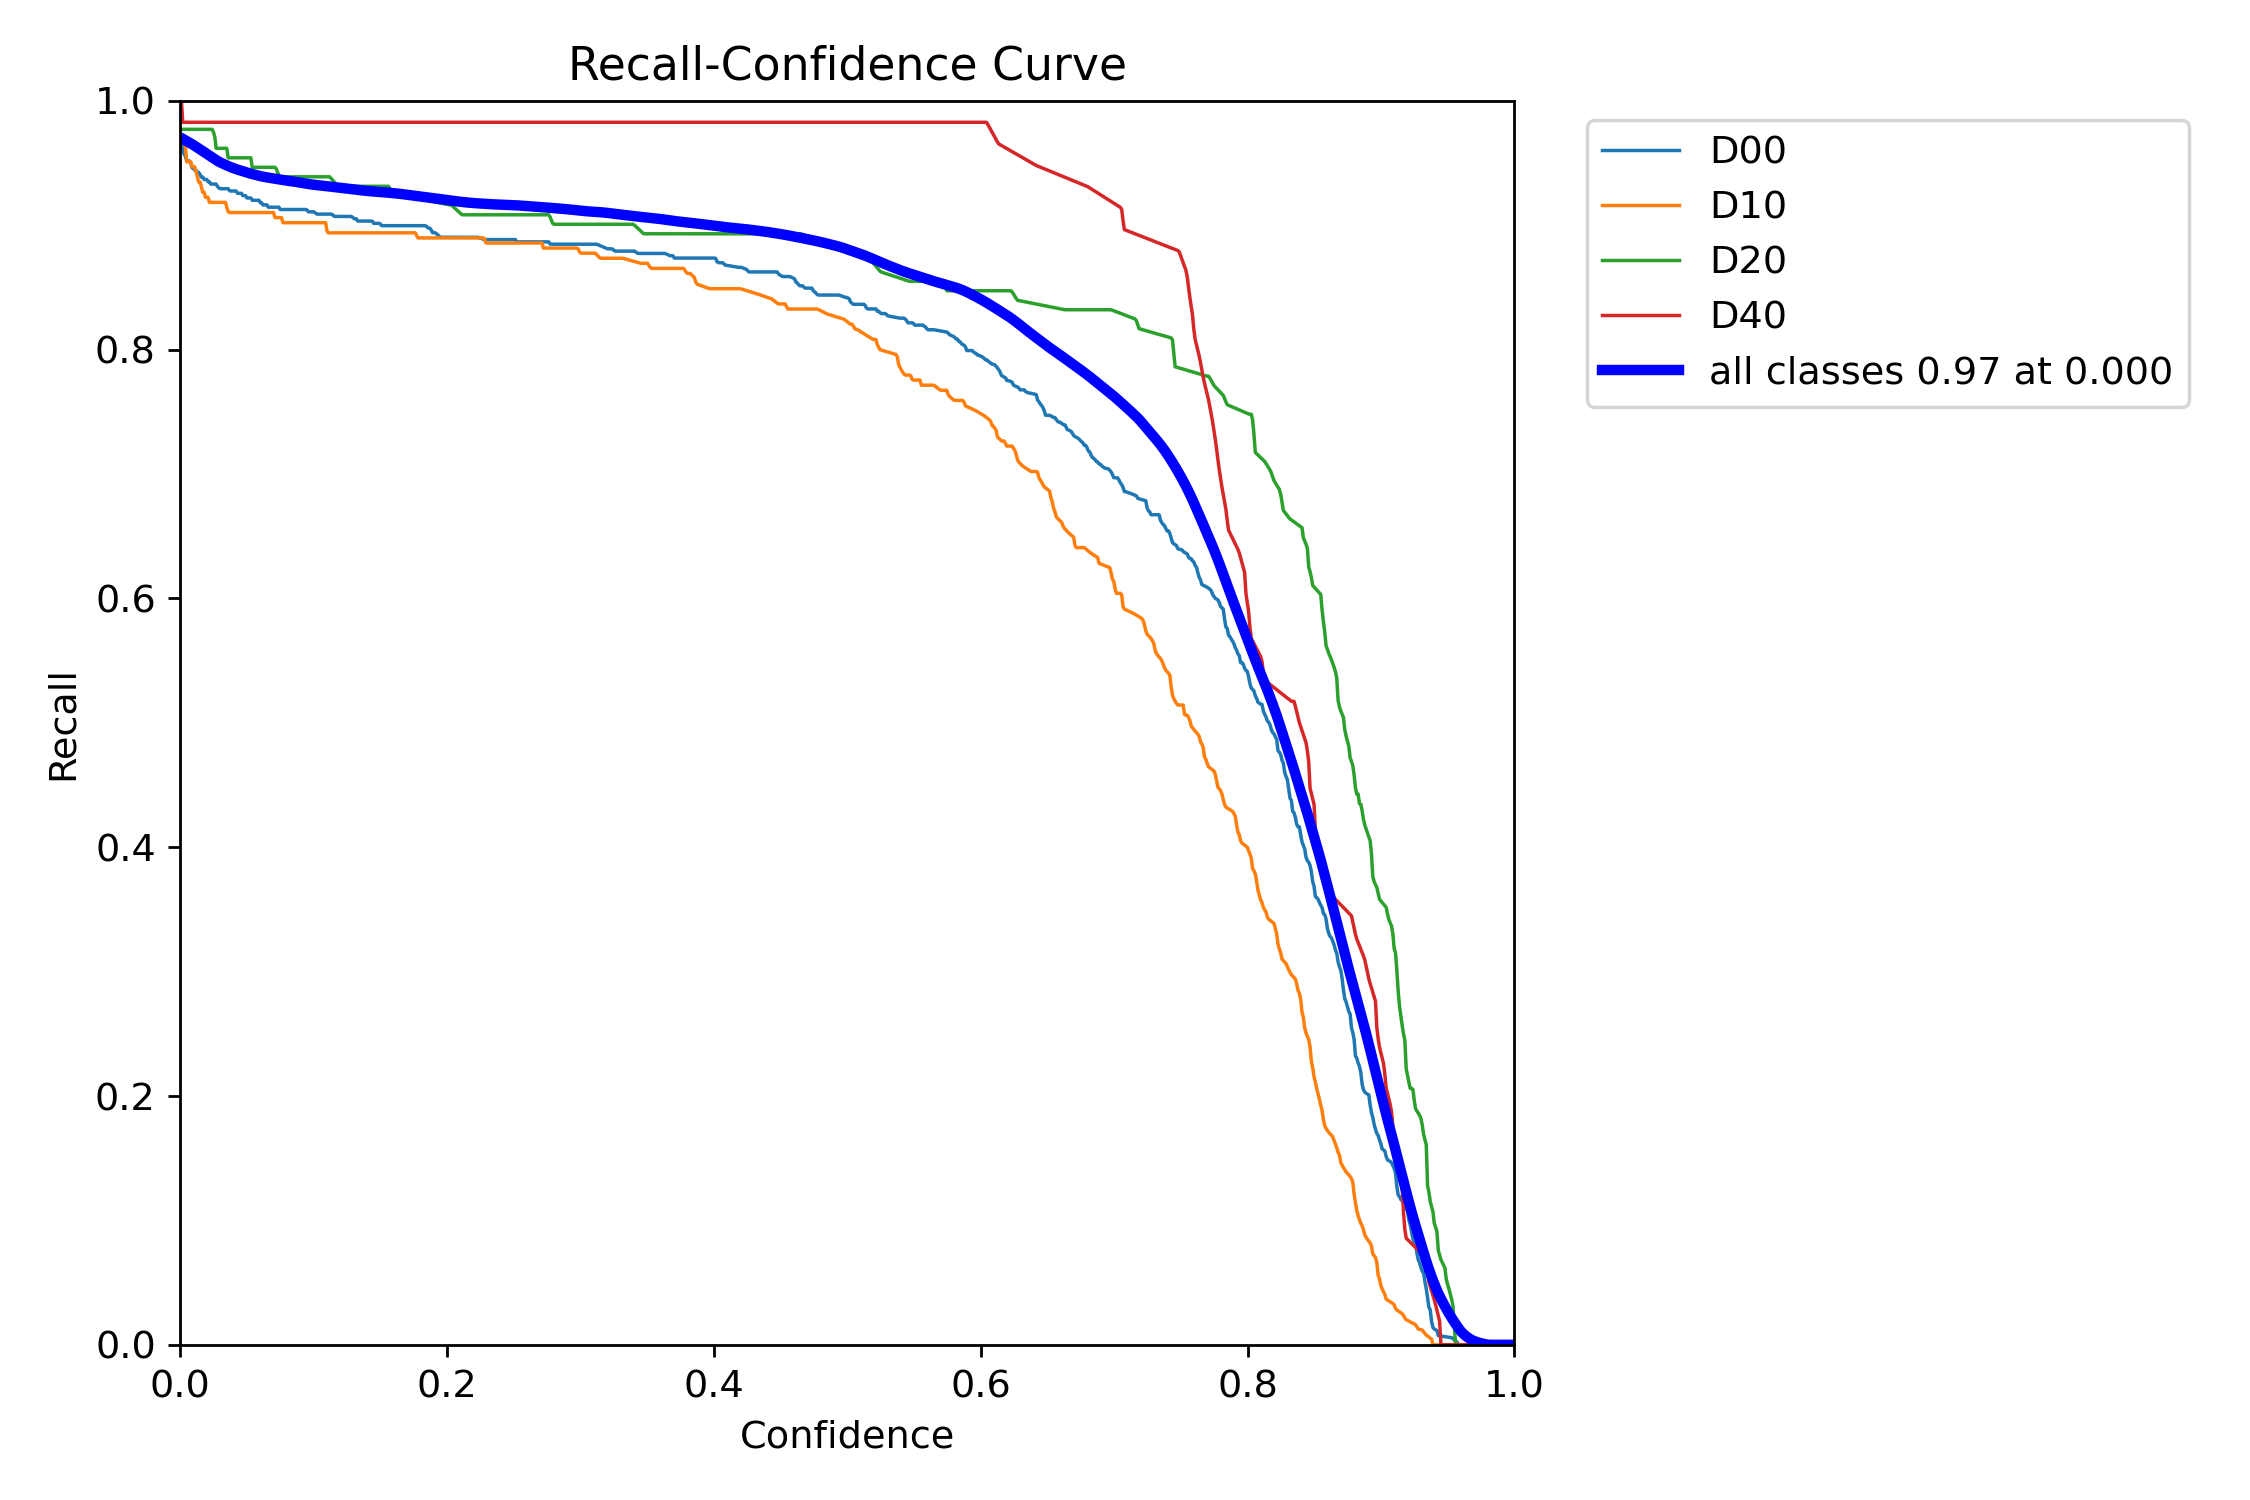 Recall-Confidence Curve
1.0
0.8
0.6
0.4
0.2
0.0
Recall
0.0 0.2 0.4 0.6 0.8 1.0
Confidence
D00
D10
D20
D40
all classes 0.97 at 0.000